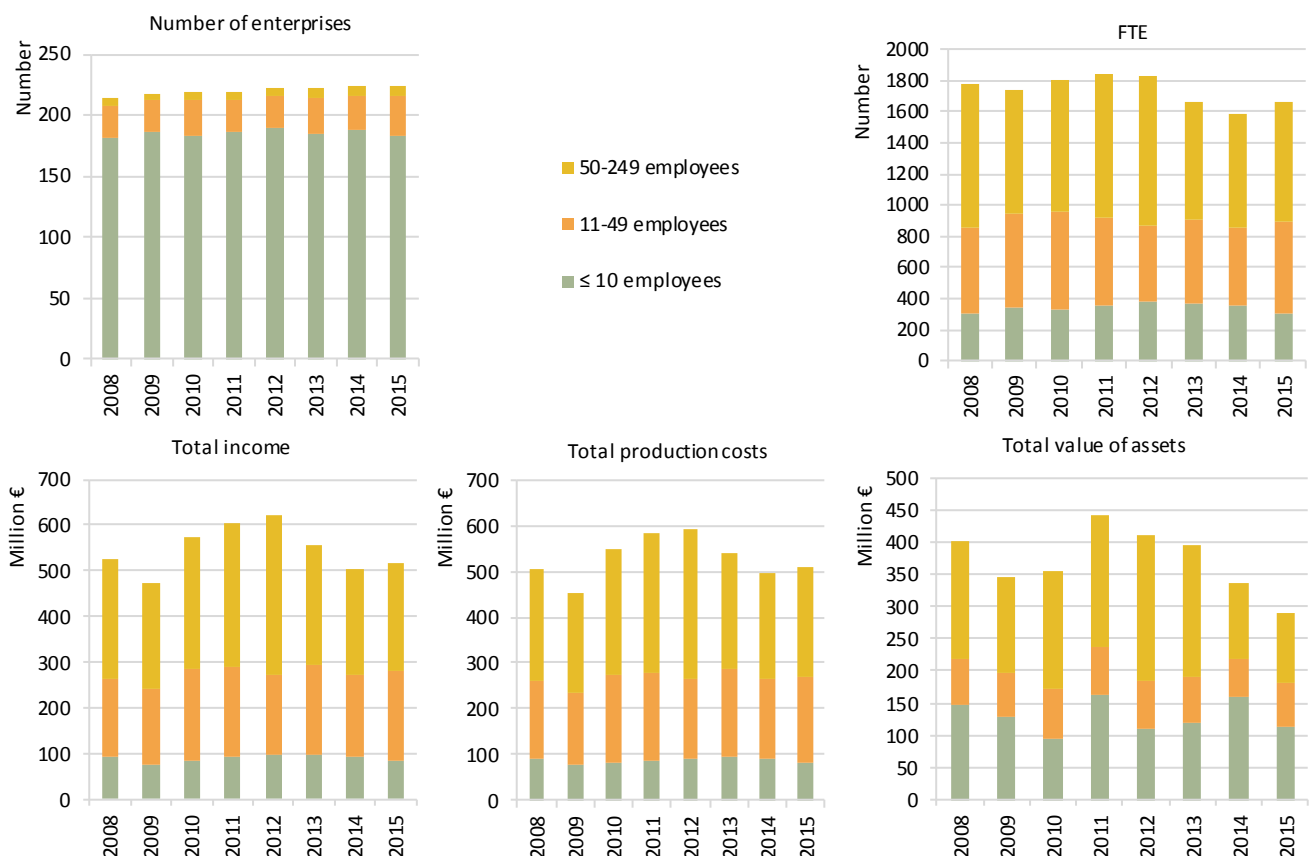 Number of enterprises
Number
250
200
150
100
50
0
2008 2009 2010 2011 2012 2013 2014 2015
50-249 employees
11-49 employees
≤ 10 employees
FTE
Number
2000
1800
1600
1400
1200
1000
800
600
400
200
0
2008 2009 2010 2011 2012 2013 2014 2015
Total income
Million €
700
600
500
400
300
200
100
0
2008 2009 2010 2011 2012 2013 2014 2015
Total production costs
Million €
700
600
500
400
300
200
100
0
2008 2009 2010 2011 2012 2013 2014 2015
Total value of assets
Million €
500
450
400
350
300
250
200
150
100
50
0
2008 2009 2010 2011 2012 2013 2014 2015